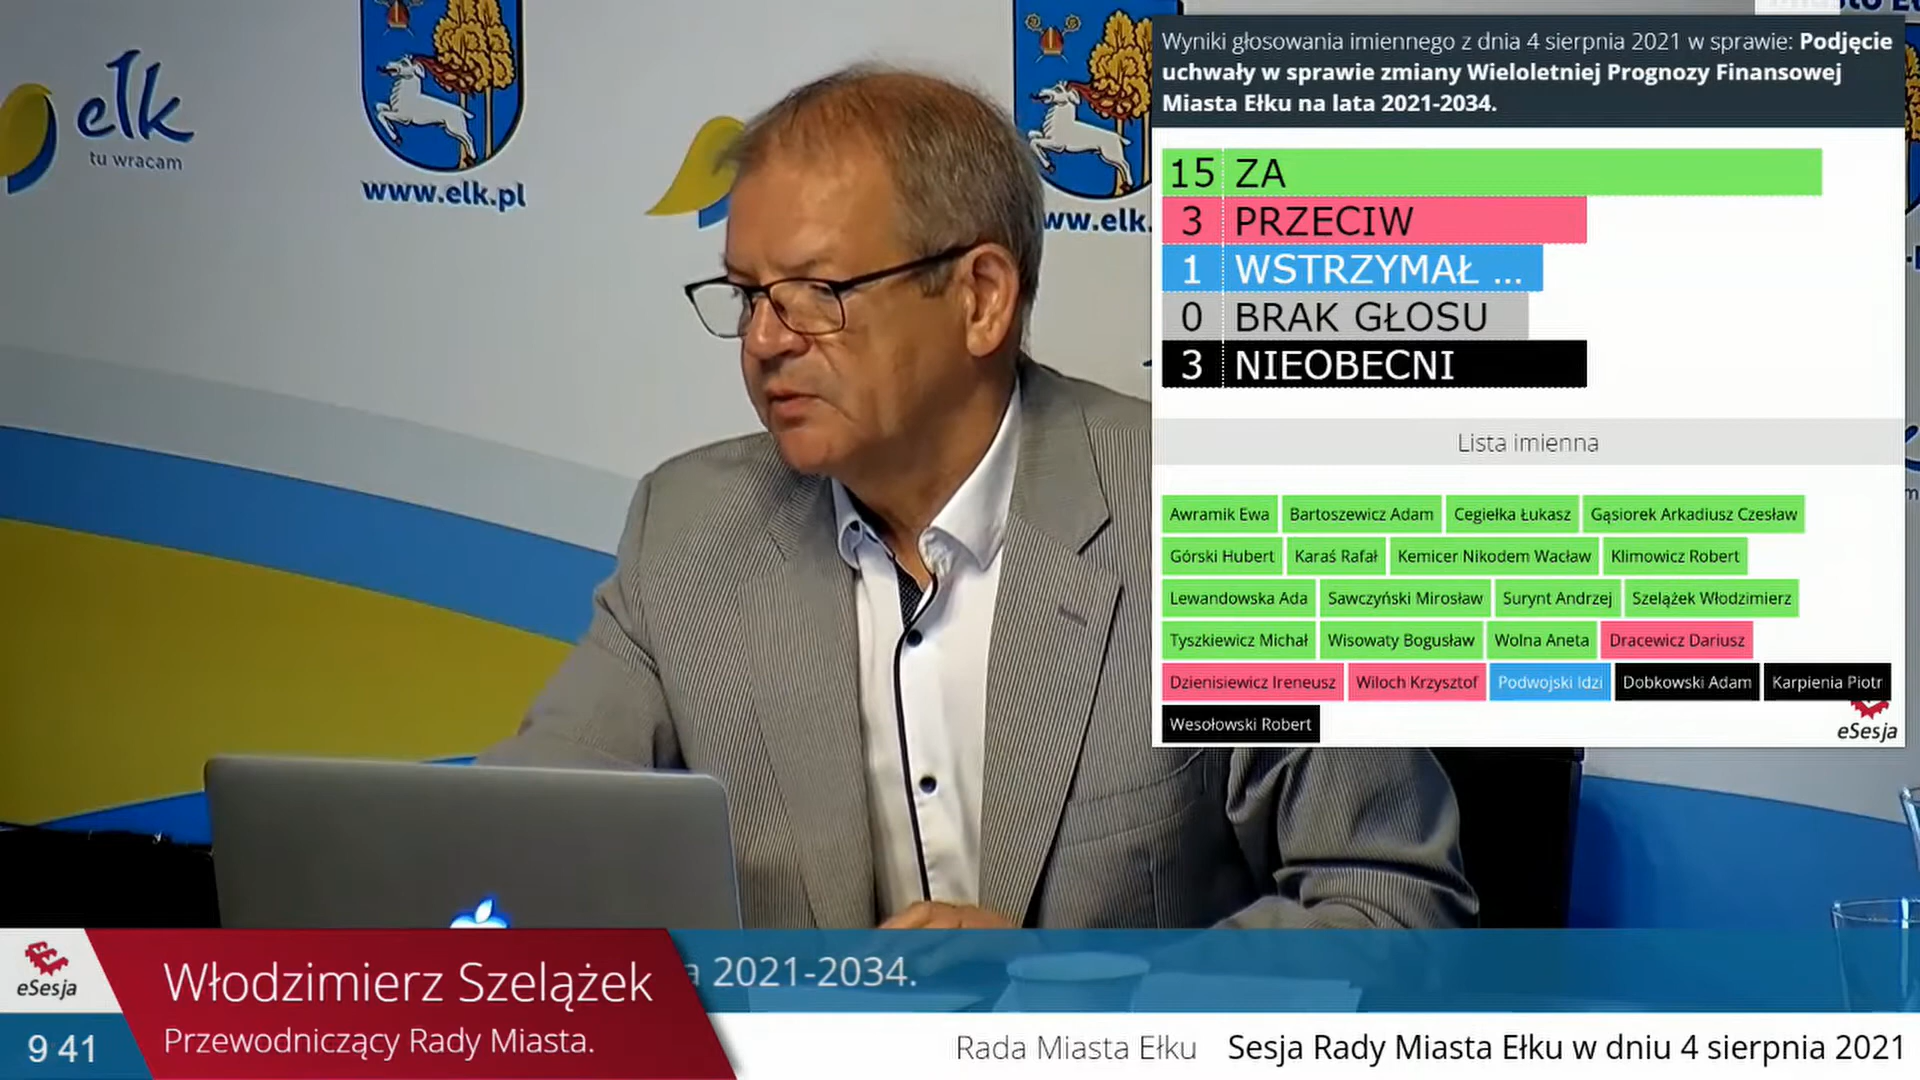 elk
tu wracam
www.elk.pl
www.elk.
Wyniki głosowania imiennego z dnia 4 sierpnia 2021 w sprawie: Podjęcie
uchwały w sprawie zmiany Wieloletniej Prognozy Finansowej
Miasta Ełku na lata 2021-2034.
15 ZA
3 PRZECIW
1 WSTRZYMAŁ ...
0 BRAK GŁOSU
3 NIEOBECNI
Lista imienna
Awramik Ewa Bartoszewicz Adam Cegiełka Łukasz Gąsiorek Arkadiusz Czesław
Górski Hubert Karaś Rafał Kemicer Nikodem Wacław Klimowicz Robert
Lewandowska Ada Sawczyński Mirosław Surynt Andrzej Szelążek Włodzimierz
Tyszkiewicz Michał Wisowaty Bogusław Wolna Aneta Dracewicz Dariusz
Dzienisiewicz Ireneusz Wiloch Krzysztof Podwojski Idzi Dobkowski Adam Karpienia Piotr
Wesołowski Robert
eSesja
eSesja
9 41
Włodzimierz Szelążek
Przewodniczący Rady Miasta.
a 2021-2034.
Rada Miasta Ełku Sesja Rady Miasta Ełku w dniu 4 sierpnia 2021